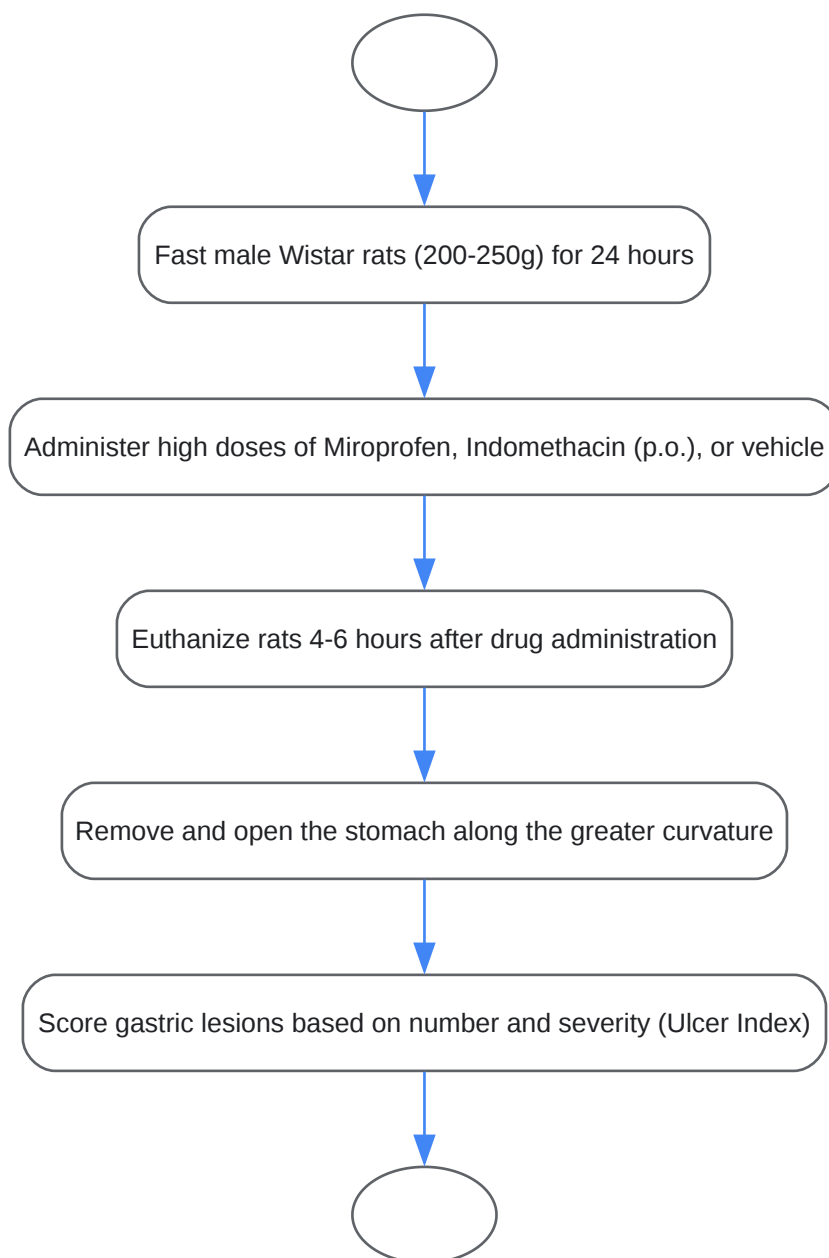 Fast male Wistar rats (200-250g) for 24 hours
Administer high doses of Miroprofen, Indomethacin (p.o.), or vehicle
Euthanize rats 4-6 hours after drug administration
Remove and open the stomach along the greater curvature
Score gastric lesions based on number and severity (Ulcer Index)